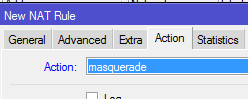 New NAT Rule
General Advanced Extra Action Statistics
Action: masquerade